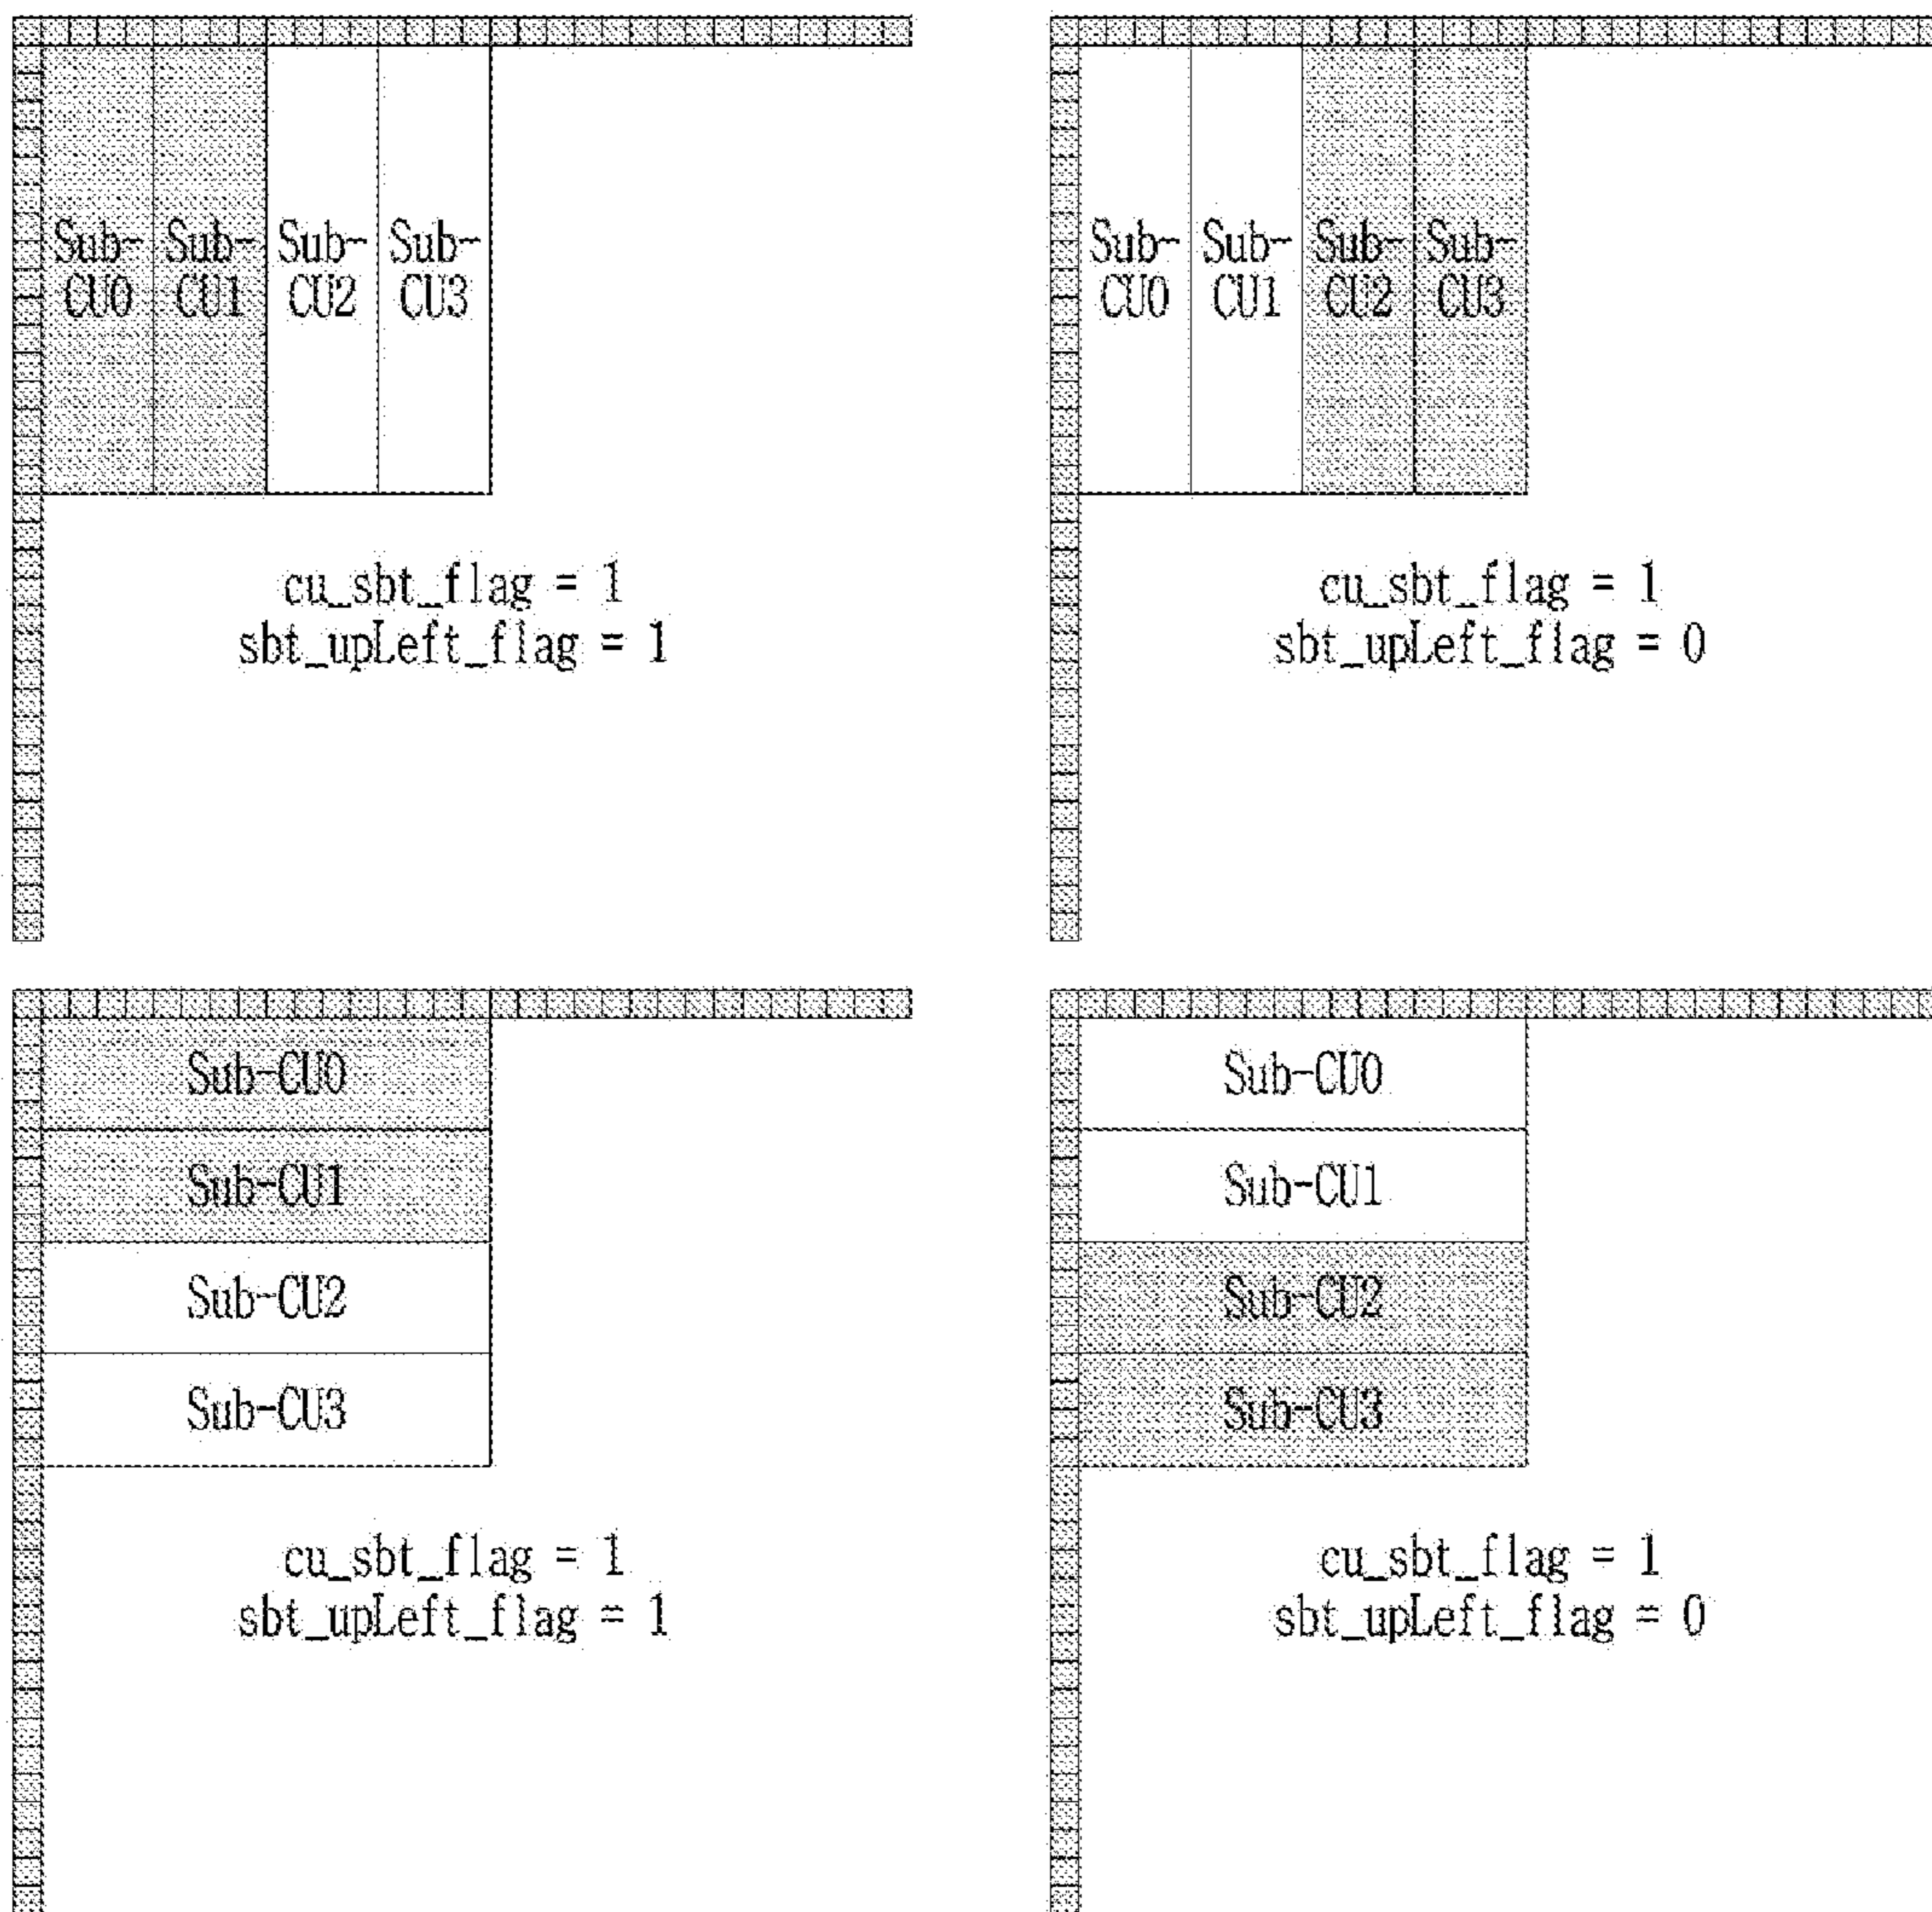 Sub-CU0 Sub-CU1 Sub-CU2 Sub-CU3
cu_sbt_flag = 1
sbt_upLeft_flag = 1
Sub-CU0 Sub-CU1 Sub-CU2 Sub-CU3
cu_sbt_flag = 1
sbt_upLeft_flag = 0
Sub-CU0
Sub-CU1
Sub-CU2
Sub-CU3
cu_sbt_flag = 1
sbt_upLeft_flag = 1
Sub-CU0
Sub-CU1
Sub-CU2
Sub-CU3
cu_sbt_flag = 1
sbt_upLeft_flag = 0